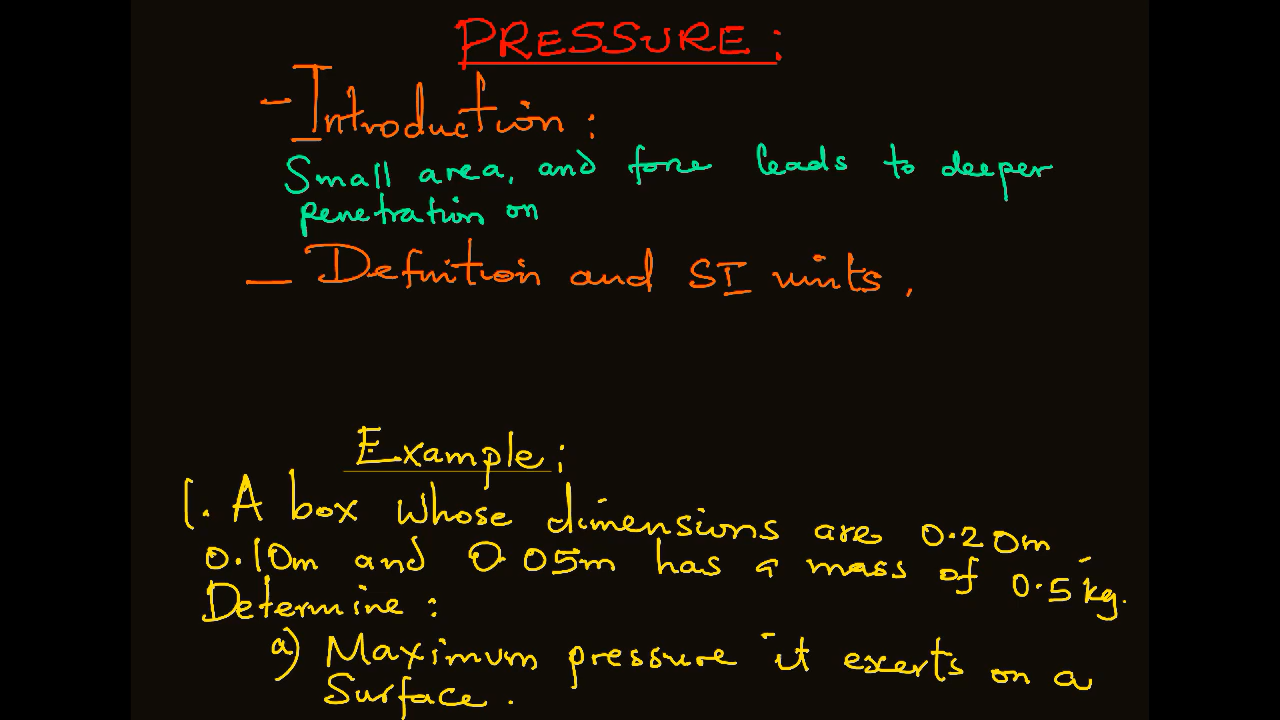 PRESSURE:
- Introduction:
Small area, and force leads to deeper
penetration on
- Definition and SI units.
Example:
1. A box whose dimensions are 0.20m
0.10m and 0.05m has a mass of 0.5kg.
Determine:
a) Maximum pressure it exerts on a
Surface.